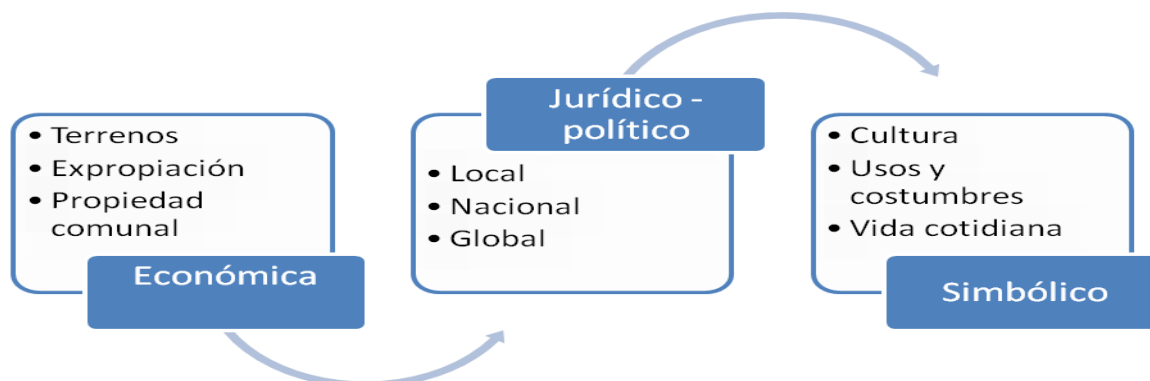 • Terrenos
• Expropiación
• Propiedad
comunal
Económica
Jurídico -
político
• Local
• Nacional
• Global
• Cultura
• Usos y
costumbres
• Vida cotidiana
Simbólico